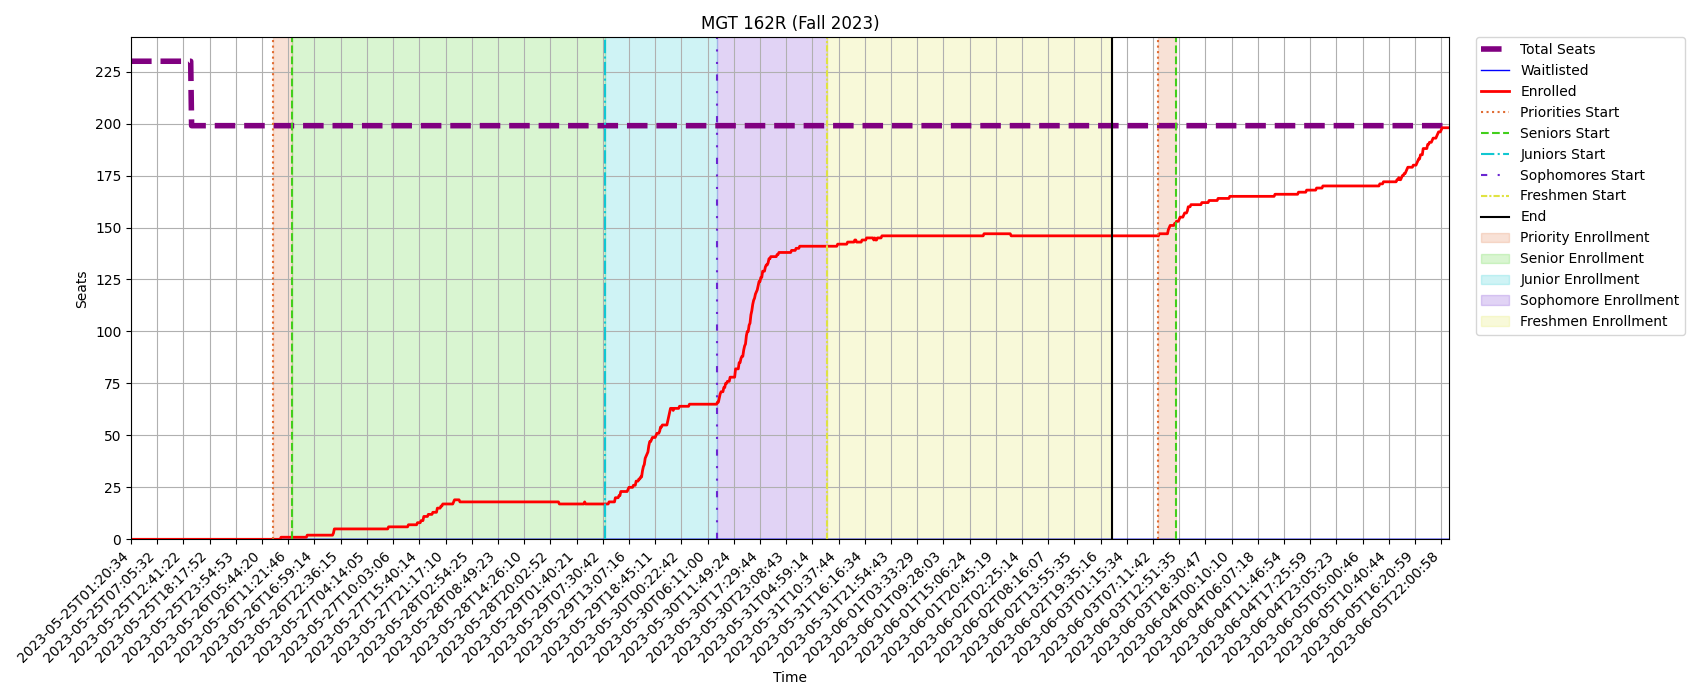 MGT 162R (Fall 2023)
Seats
225
200
175
150
125
100
75
50
25
0
2023-05-25T01:20:34
2023-05-25T07:05:32
2023-05-25T12:41:22
2023-05-25T18:17:52
2023-05-25T23:54:53
2023-05-26T05:44:20
2023-05-26T11:21:46
2023-05-26T16:59:14
2023-05-26T22:36:15
2023-05-27T04:14:05
2023-05-27T10:03:06
2023-05-27T15:40:14
2023-05-27T21:17:10
2023-05-28T02:54:25
2023-05-28T08:49:23
2023-05-28T14:26:10
2023-05-28T20:02:52
2023-05-29T01:40:21
2023-05-29T07:30:42
2023-05-29T13:07:16
2023-05-29T18:45:11
2023-05-30T00:22:42
2023-05-30T06:11:00
2023-05-30T11:49:24
2023-05-30T17:29:44
2023-05-30T23:08:43
2023-05-31T04:59:14
2023-05-31T10:37:44
2023-05-31T16:16:34
2023-05-31T21:54:43
2023-06-01T03:33:29
2023-06-01T09:28:03
2023-06-01T15:06:24
2023-06-01T20:45:19
2023-06-02T02:25:14
2023-06-02T08:16:07
2023-06-02T13:55:35
2023-06-02T19:35:16
2023-06-03T01:15:34
2023-06-03T07:11:42
2023-06-03T12:51:35
2023-06-03T18:30:47
2023-06-04T00:10:10
2023-06-04T06:07:18
2023-06-04T11:46:54
2023-06-04T17:25:59
2023-06-04T23:05:23
2023-06-05T05:00:46
2023-06-05T10:40:44
2023-06-05T16:20:59
2023-06-05T22:00:58
Time
Total Seats
Waitlisted
Enrolled
Priorities Start
Seniors Start
Juniors Start
Sophomores Start
Freshmen Start
End
Priority Enrollment
Senior Enrollment
Junior Enrollment
Sophomore Enrollment
Freshmen Enrollment